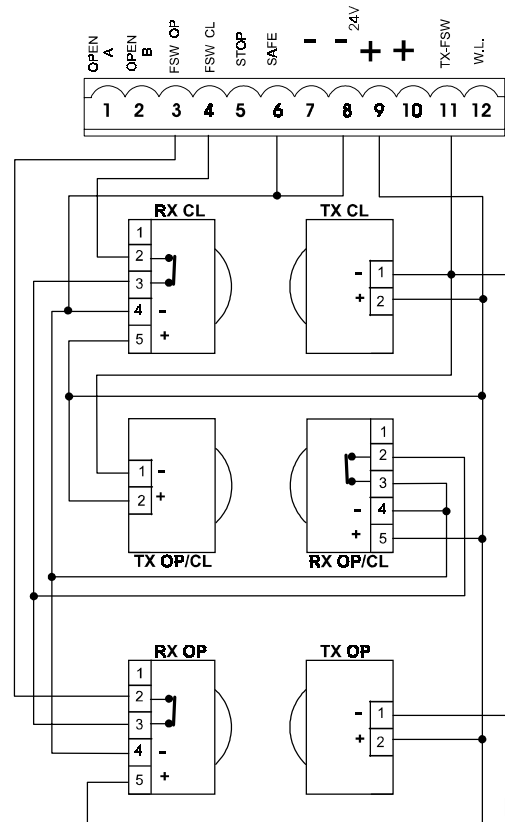 OPEN A
OPEN B
FSW OP
FSW CL
STOP
SAFE
-
-
24V
+
+
TX-FSW
W.L.
1 2 3 4 5 6 7 8 9 10 11 12
RX CL
1
2
3
4 -
5 +
TX CL
- 1
+ 2
1 -
2 +
TX OP/CL
1
2
3
- 4
+ 5
RX OP/CL
RX OP
1
2
3
4 -
5 +
TX OP
- 1
+ 2